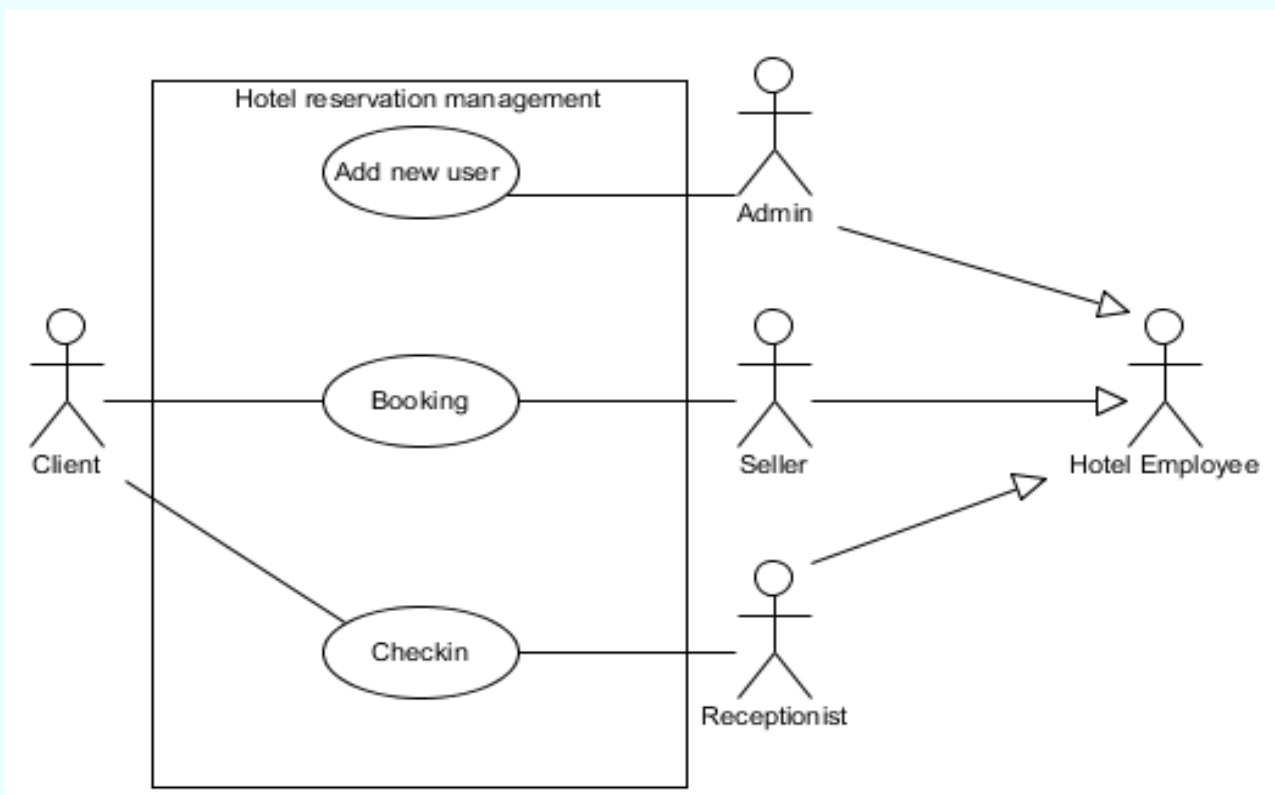 Hotel reservation management
Add new user
Admin
Booking
Client
Seller
Hotel Employee
Checkin
Receptionist